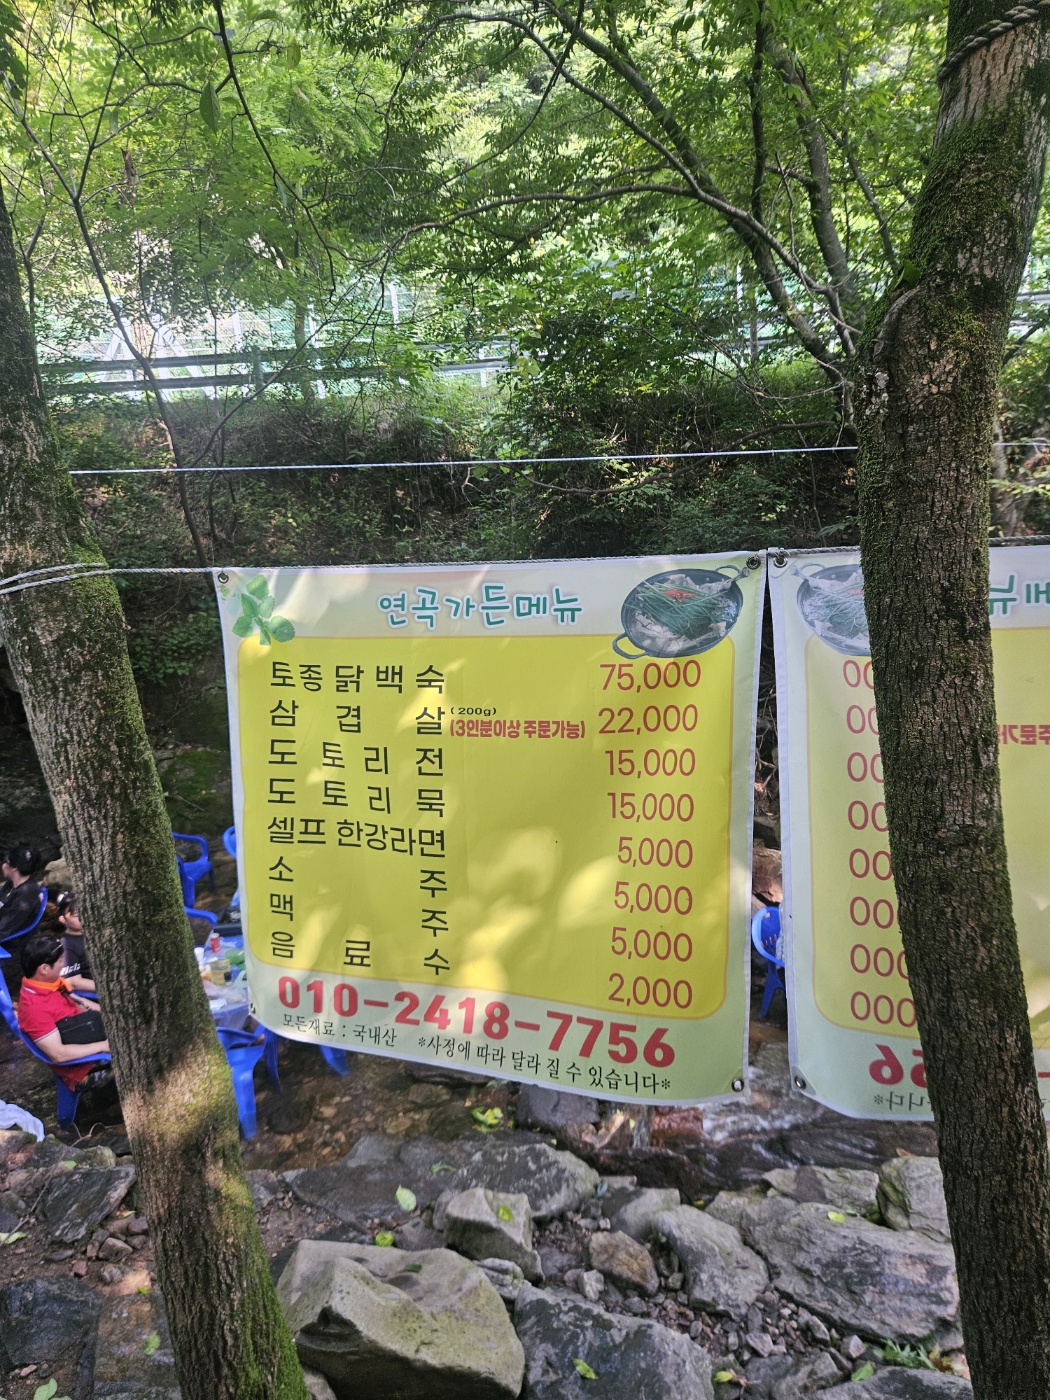 연곡가든메뉴
토종닭백숙 75,000
삼겹살 (200g) (3인분이상 주문가능) 22,000
도토리전 15,000
도토리묵 15,000
셀프한강라면 5,000
소주 5,000
맥주 5,000
음료수 2,000
010-2418-7756
모든재료 : 국내산 *사정에 따라 달라 질 수 있습니다*